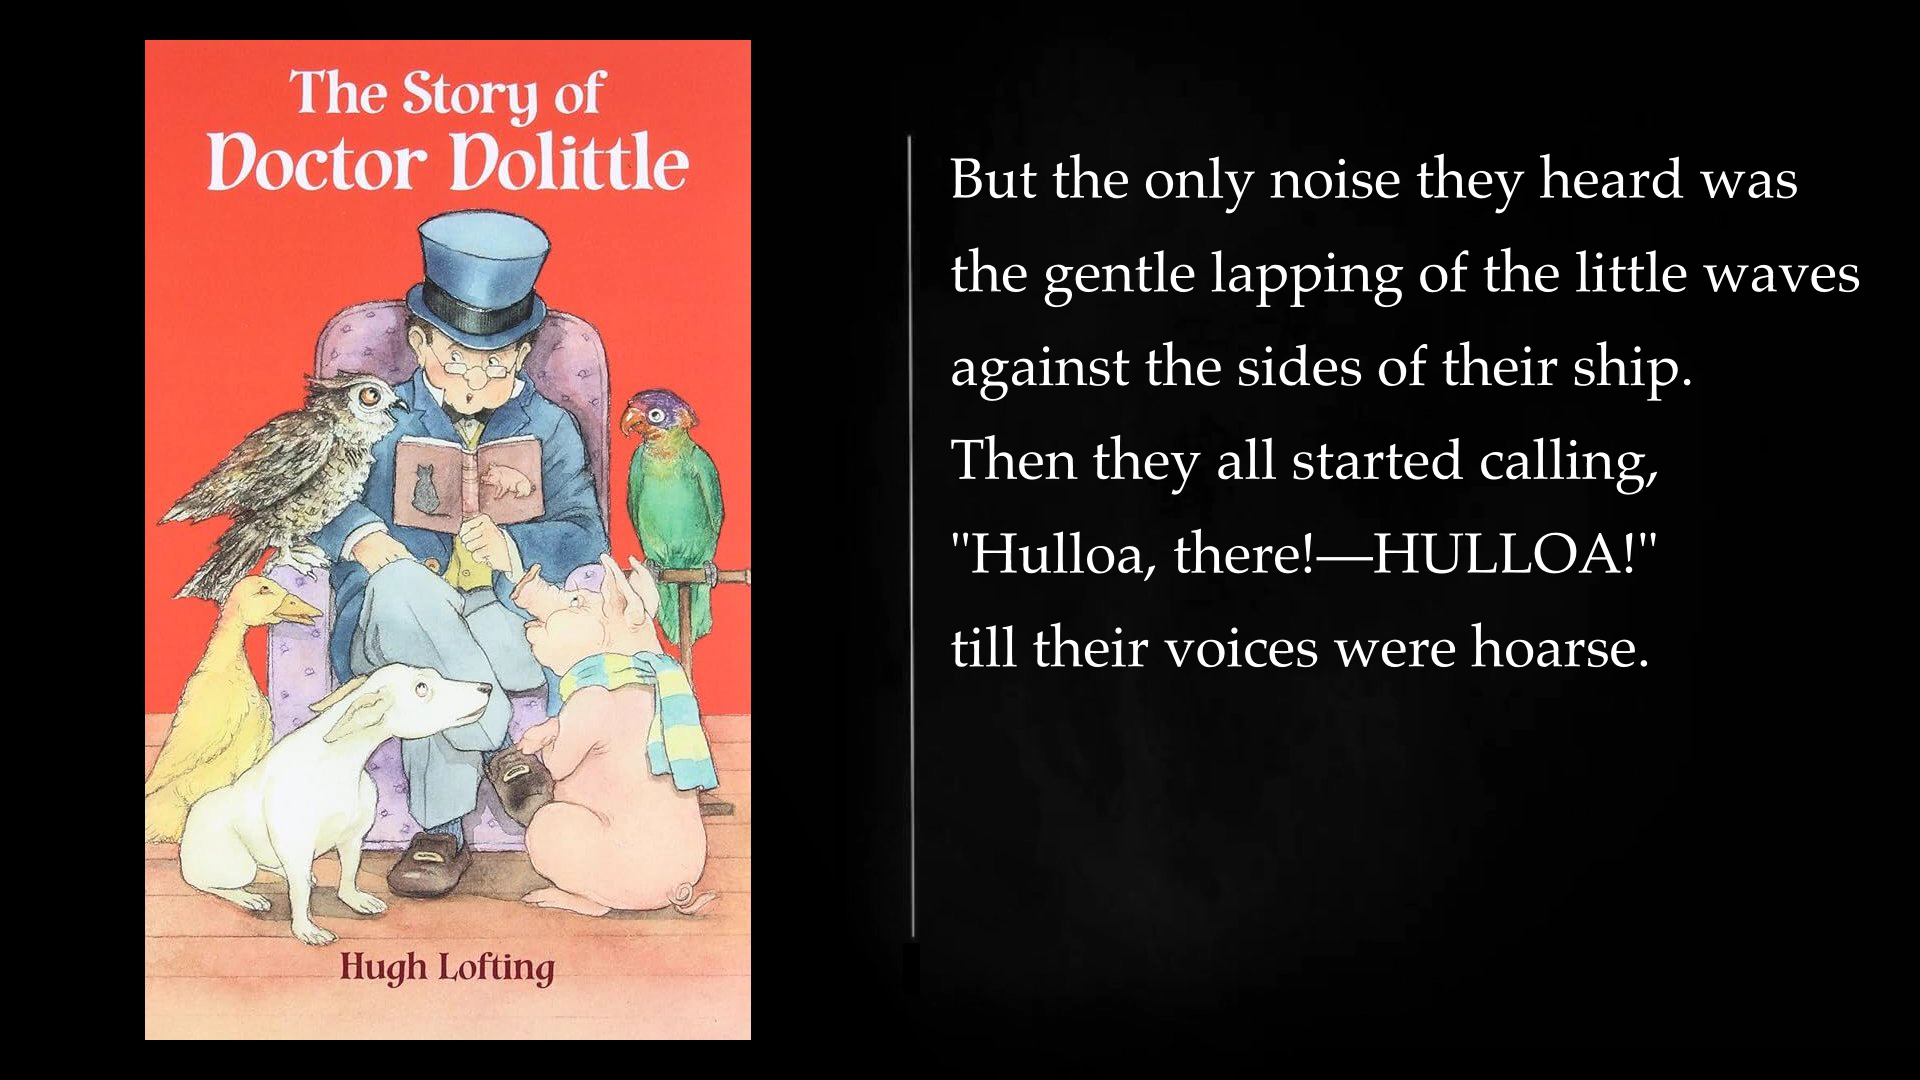 The Story of
Doctor Dolittle
Hugh Lofting
But the only noise they heard was
the gentle lapping of the little waves
against the sides of their ship.
Then they all started calling,
"Hulloa, there!—HULLOA!"
till their voices were hoarse.